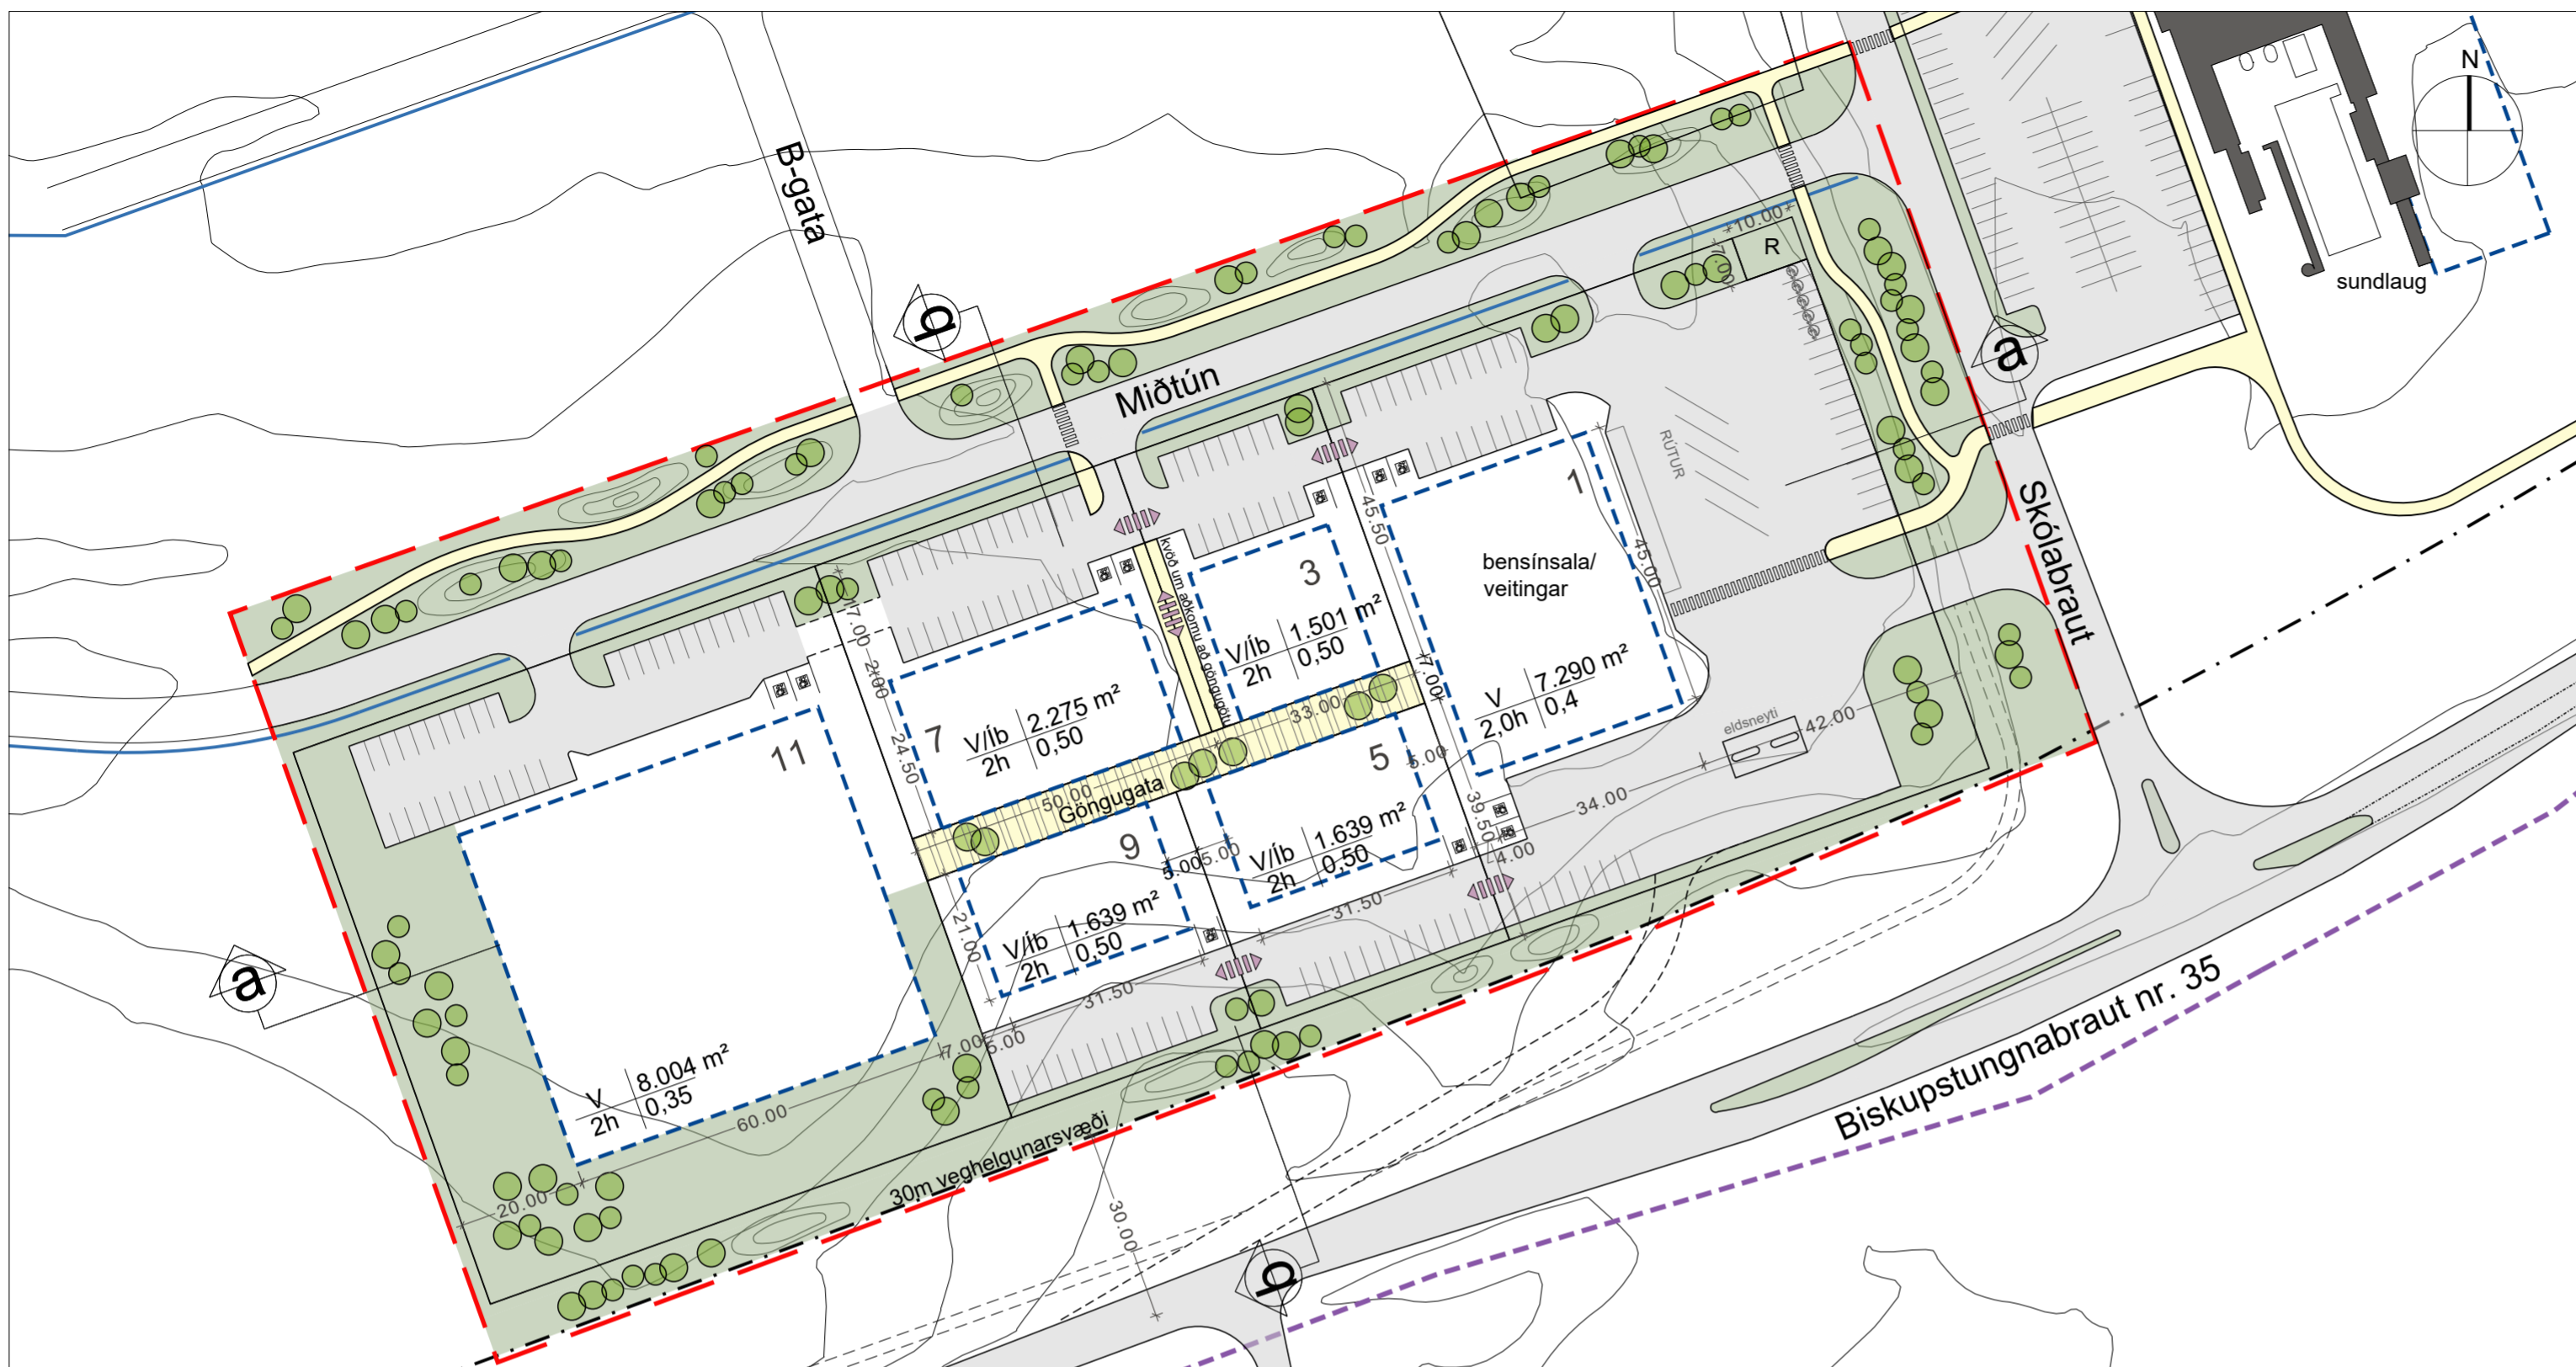 N
B-gata
sundlaug
10.00
7.00
R
b
a
Miðtún
RÚTUR
1
45.50
45.00
bensínsala/
veitingar
Skólabraut
3
kvöð um aðkomu að göngugötu
V/Íb 1.501 m²
2h 0,50
7.00
2*00
7.00
33.00
V 7.290 m²
2,0h 0,4
7
V/Íb 2.275 m²
2h 0,50
24.50
11
eldsneyti
42.00
5
5.00
50.00
Göngugata
34.00
39.50
9
5.00
5.00
V/Íb 1.639 m²
2h 0,50
4.00
V/Íb 1.639 m²
2h 0,50
31.50
21.00
31.50
a
7.00
5.00
V 8.004 m²
2h 0,35
60.00
20.00
30m veghelgunarsvæði
30.00
Biskupstungnabraut nr. 35
b